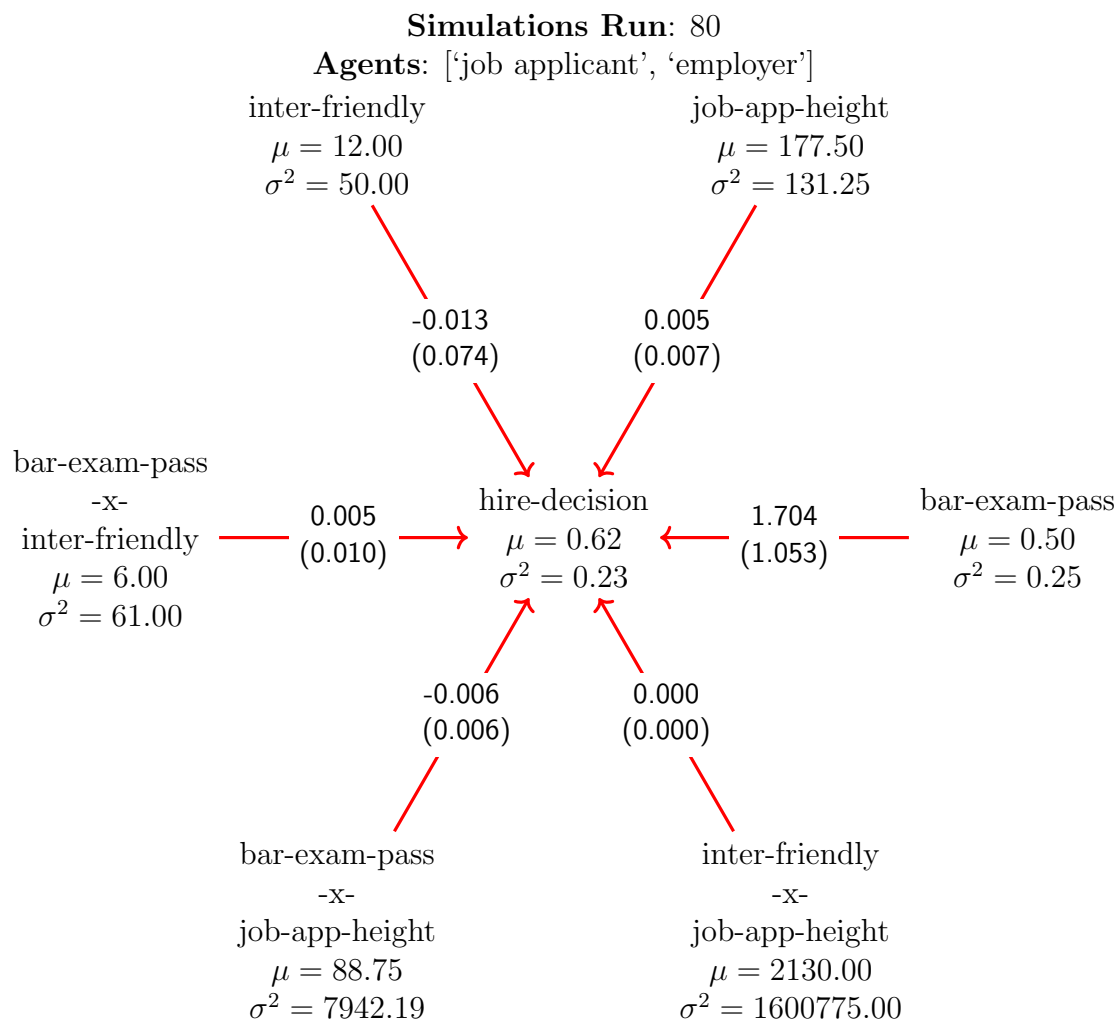 Simulations Run: 80
Agents: [‘job applicant’, ‘employer’]
inter-friendly
μ = 12.00
σ² = 50.00
job-app-height
μ = 177.50
σ² = 131.25
-0.013
(0.074)
0.005
(0.007)
bar-exam-pass
-x-
inter-friendly
μ = 6.00
σ² = 61.00
0.005
(0.010)
hire-decision
μ = 0.62
σ² = 0.23
1.704
(1.053)
bar-exam-pass
μ = 0.50
σ² = 0.25
-0.006
(0.006)
0.000
(0.000)
bar-exam-pass
-x-
job-app-height
μ = 88.75
σ² = 7942.19
inter-friendly
-x-
job-app-height
μ = 2130.00
σ² = 1600775.00